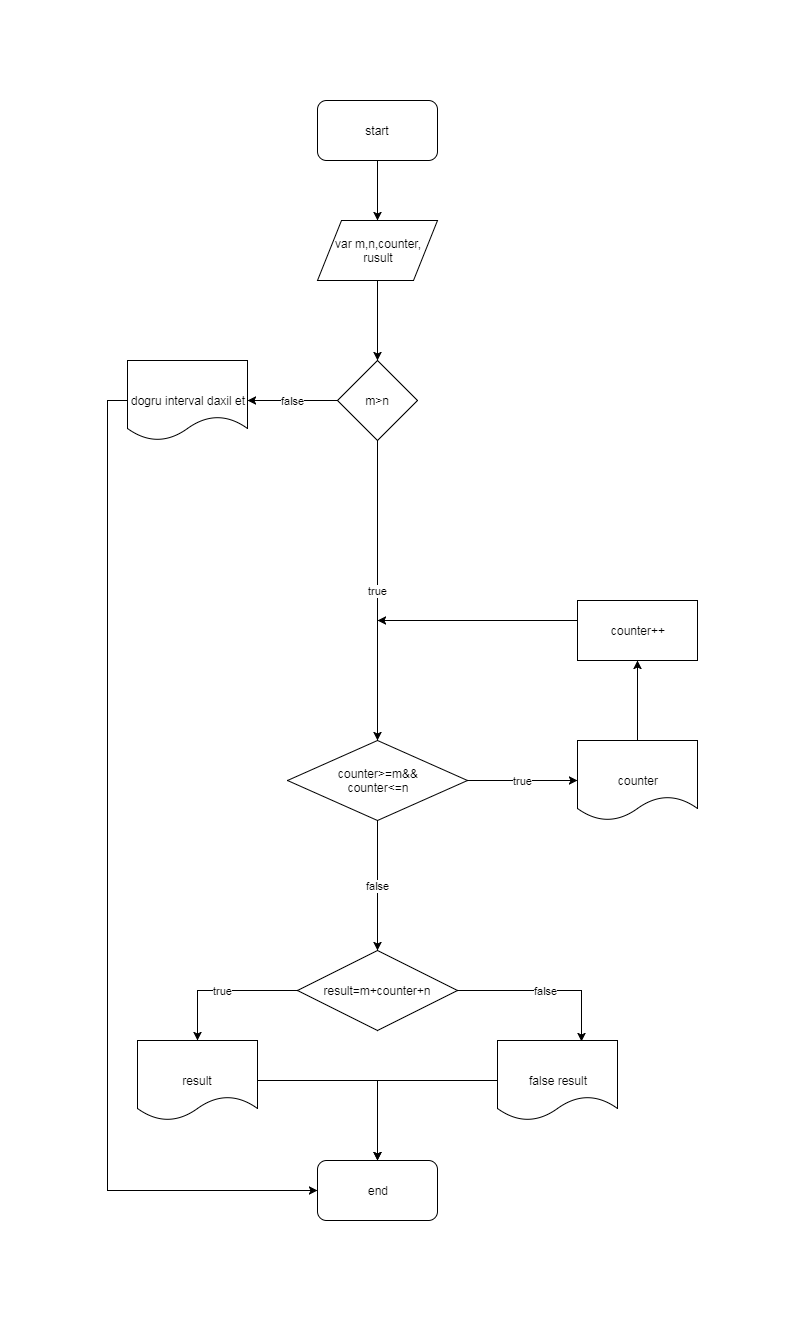 start
var m,n,counter,
rusult
m>n
false
dogru interval daxil et
true
counter++
counter>=m&&
counter<=n
true
counter
false
result=m+counter+n
true
false
result
false result
end